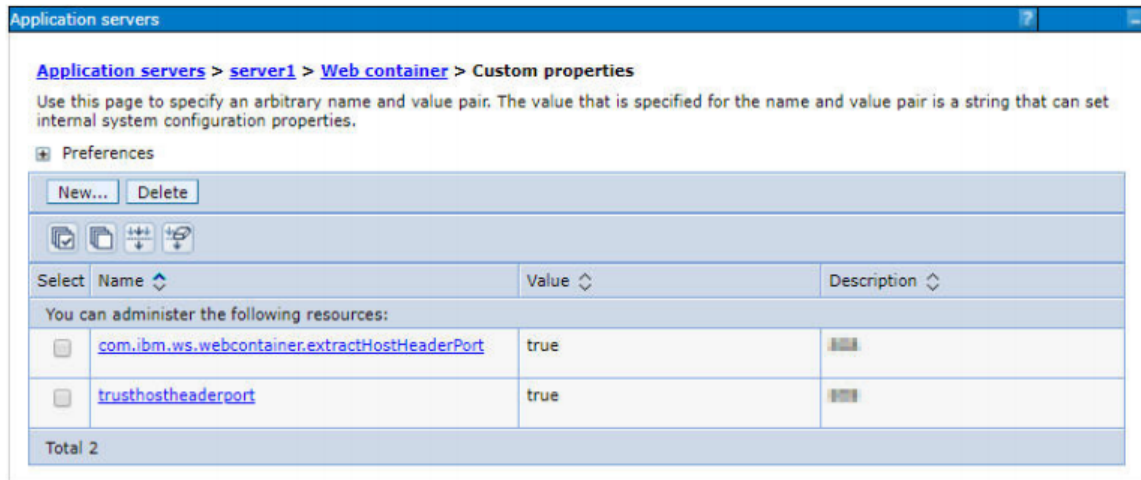 Application servers ?
Application servers > server1 > Web container > Custom properties
Use this page to specify an arbitrary name and value pair. The value that is specified for the name and value pair is a string that can set
internal system configuration properties.
Preferences
New... Delete
Select Name Value Description
You can administer the following resources:
com.ibm.ws.webcontainer.extractHostHeaderPort true
trusthostheaderport true
Total 2